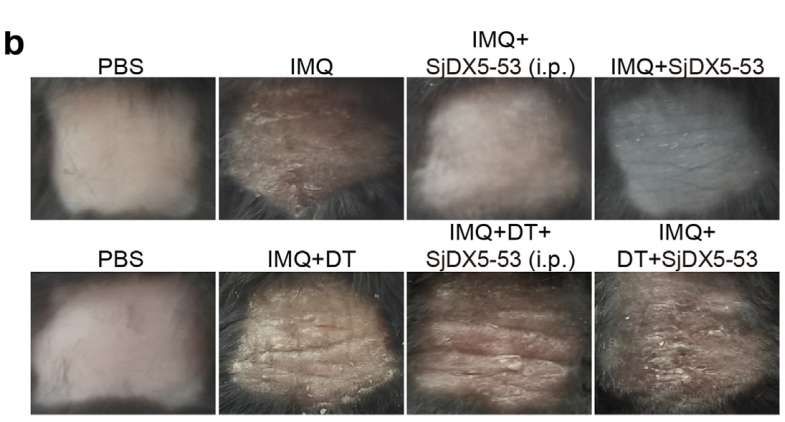 b
PBS
IMQ
IMQ+
SjDX5-53 (i.p.)
IMQ+SjDX5-53
PBS
IMQ+DT
IMQ+DT+
SjDX5-53 (i.p.)
IMQ+
DT+SjDX5-53